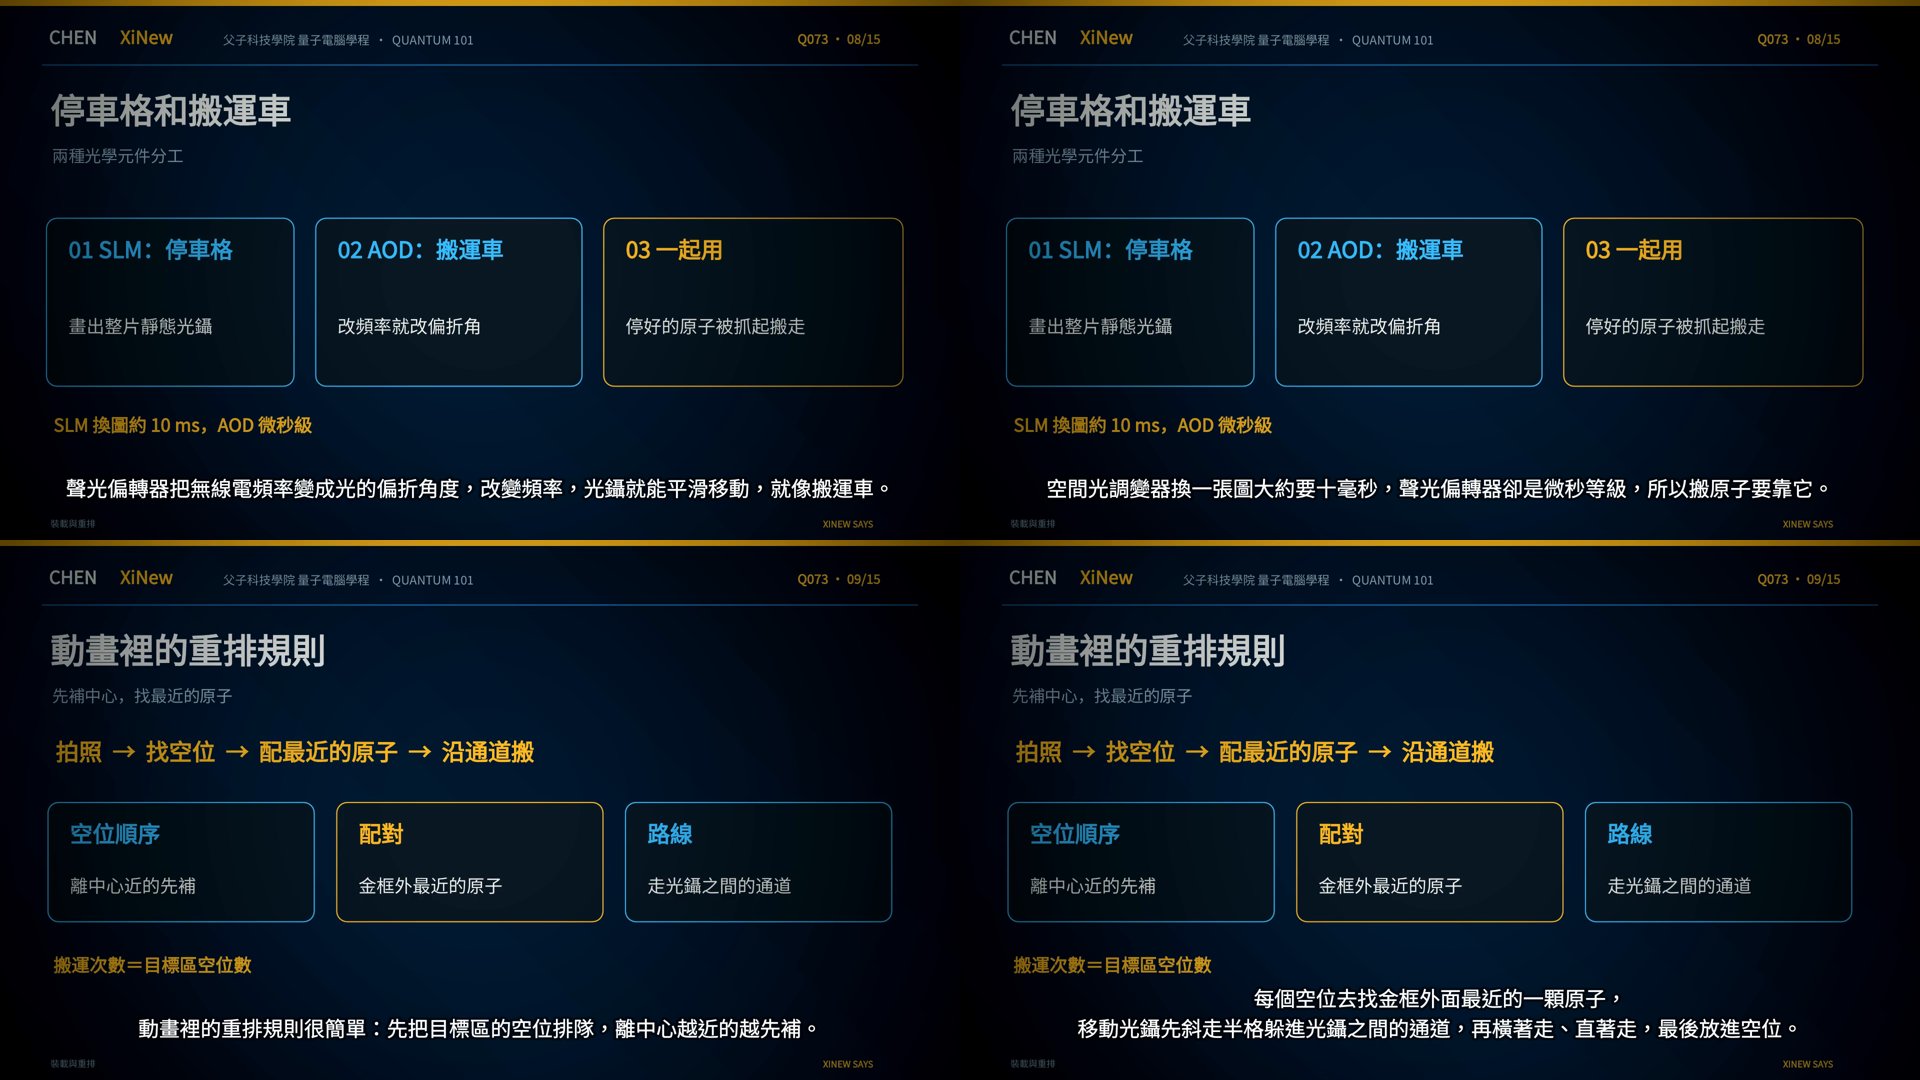 CHEN XiNew 父子科技學院 量子電腦學程 · QUANTUM 101 Q073 · 08/15
停車格和搬運車
兩種光學元件分工
01 SLM：停車格
畫出整片靜態光鑷
02 AOD：搬運車
改頻率就改偏折角
03 一起用
停好的原子被抓起搬走
SLM 換圖約 10 ms，AOD 微秒級
聲光偏轉器把無線電頻率變成光的偏折角度，改變頻率，光鑷就能平滑移動，就像搬運車。
裝載與重排 XINEW SAYS
CHEN XiNew 父子科技學院 量子電腦學程 · QUANTUM 101 Q073 · 08/15
停車格和搬運車
兩種光學元件分工
01 SLM：停車格
畫出整片靜態光鑷
02 AOD：搬運車
改頻率就改偏折角
03 一起用
停好的原子被抓起搬走
SLM 換圖約 10 ms，AOD 微秒級
空間光調變器換一張圖大約要十毫秒，聲光偏轉器卻是微秒等級，所以搬原子要靠它。
裝載與重排 XINEW SAYS
CHEN XiNew 父子科技學院 量子電腦學程 · QUANTUM 101 Q073 · 09/15
動畫裡的重排規則
先補中心，找最近的原子
拍照 → 找空位 → 配最近的原子 → 沿通道搬
空位順序
離中心近的先補
配對
金框外最近的原子
路線
走光鑷之間的通道
搬運次數＝目標區空位數
動畫裡的重排規則很簡單：先把目標區的空位排隊，離中心越近的越先補。
裝載與重排 XINEW SAYS
CHEN XiNew 父子科技學院 量子電腦學程 · QUANTUM 101 Q073 · 09/15
動畫裡的重排規則
先補中心，找最近的原子
拍照 → 找空位 → 配最近的原子 → 沿通道搬
空位順序
離中心近的先補
配對
金框外最近的原子
路線
走光鑷之間的通道
搬運次數＝目標區空位數
每個空位去找金框外面最近的一顆原子，
移動光鑷先斜走半格躲進光鑷之間的通道，再橫著走、直著走，最後放進空位。
裝載與重排 XINEW SAYS